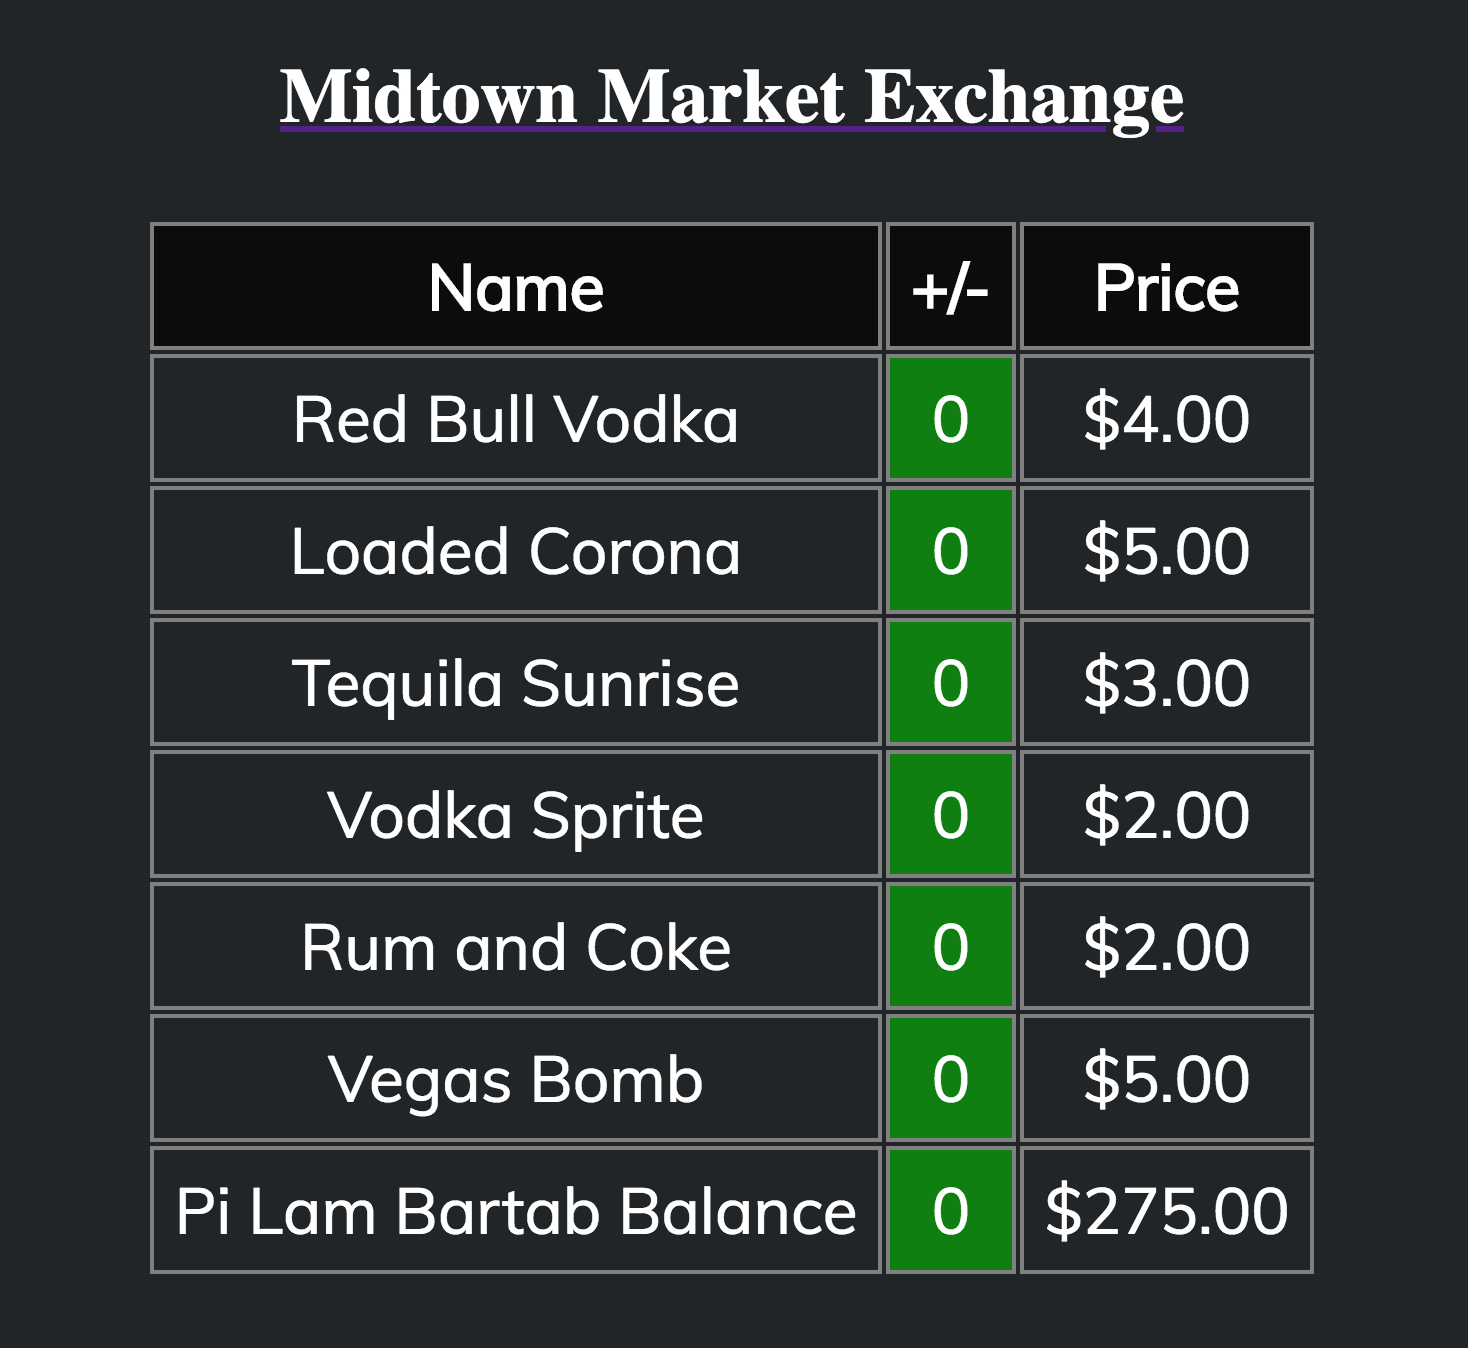 Midtown Market Exchange
Name +/- Price
Red Bull Vodka 0 $4.00
Loaded Corona 0 $5.00
Tequila Sunrise 0 $3.00
Vodka Sprite 0 $2.00
Rum and Coke 0 $2.00
Vegas Bomb 0 $5.00
Pi Lam Bartab Balance 0 $275.00